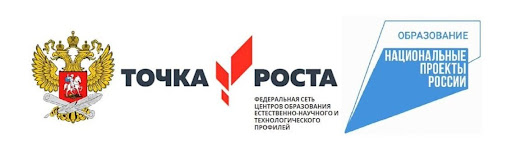 ТОЧКА РОСТА
ФЕДЕРАЛЬНАЯ СЕТЬ
ЦЕНТРОВ ОБРАЗОВАНИЯ
ЕСТЕСТВЕННО-НАУЧНОГО И
ТЕХНОЛОГИЧЕСКОГО
ПРОФИЛЕЙ
ОБРАЗОВАНИЕ
НАЦИОНАЛЬНЫЕ
ПРОЕКТЫ
РОССИИ